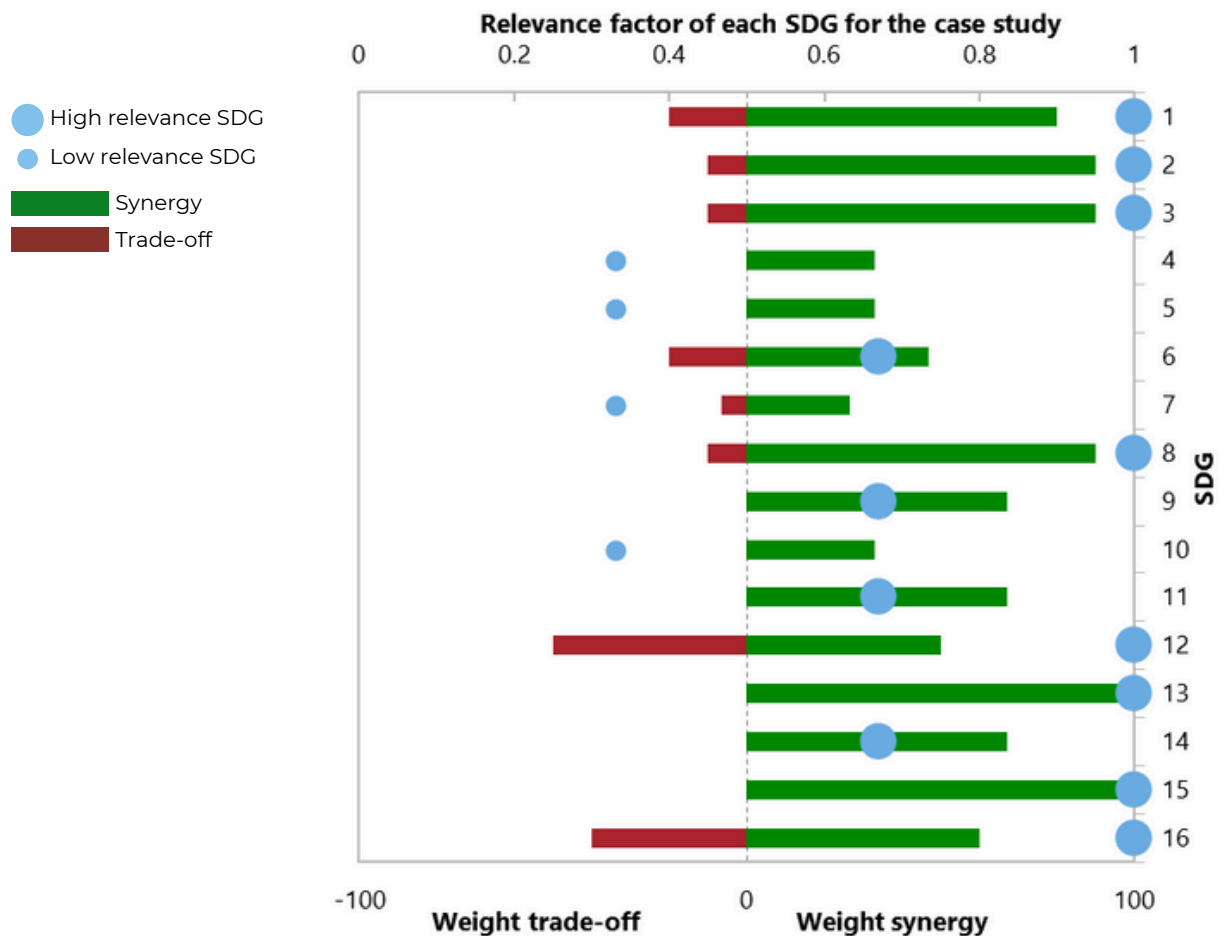 Relevance factor of each SDG for the case study
0 0.2 0.4 0.6 0.8 1
High relevance SDG
Low relevance SDG
Synergy
Trade-off
1
2
3
4
5
6
7
8
9
10
11
12
13
14
15
16
SDG
-100 0 100
Weight trade-off Weight synergy